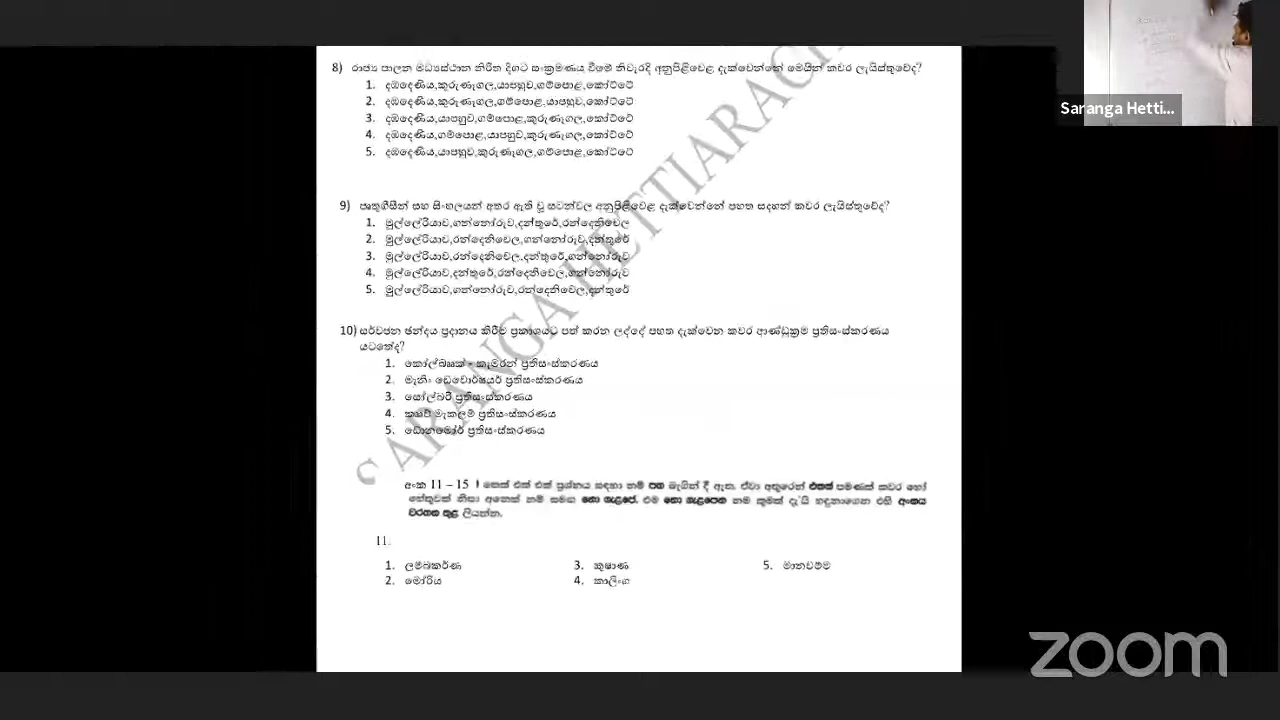 8) රාජ්‍ය පාලන මධ්‍යස්ථාන නිරිත දිගට සංක්‍රමණය වීමේ නිවැරදි අනුපිළිවෙළ දැක්වෙන්නේ මෙයින් කවර ලැයිස්තුවේද?
1. දඹදෙණිය,කුරුණෑගල,යාපහුව,ගම්පොළ,කෝට්ටේ
2. දඹදෙණිය,කුරුණෑගල,ගම්පොළ,යාපහුව,කෝට්ටේ
3. දඹදෙණිය,යාපහුව,ගම්පොළ,කුරුණෑගල,කෝට්ටේ
4. දඹදෙණිය,ගම්පොළ,යාපහුව,කුරුණෑගල,කෝට්ටේ
5. දඹදෙණිය,යාපහුව,කුරුණෑගල,ගම්පොළ,කෝට්ටේ
9) පෘතුගීසීන් සහ සිංහලයන් අතර ඇති වූ සටන්වල අනුපිළිවෙළ දැක්වෙන්නේ පහත සඳහන් කවර ලැයිස්තුවේද?
1. මුල්ලේරියාව,ගන්නෝරුව,දන්තුරේ,රන්දෙනිවෙල
2. මුල්ලේරියාව,රන්දෙනිවෙල,ගන්නෝරුව,දන්තුරේ
3. මුල්ලේරියාව,රන්දෙනිවෙල,දන්තුරේ,ගන්නෝරුව
4. මුල්ලේරියාව,දන්තුරේ,රන්දෙනිවෙල,ගන්නෝරුව
5. මුල්ලේරියාව,ගන්නෝරුව,රන්දෙනිවෙල,දන්තුරේ
10) සර්වජන ඡන්දය ප්‍රදානය කිරීම ප්‍රකාශයට පත් කරන ලද්දේ පහත දැක්වෙන කවර ආණ්ඩුක්‍රම ප්‍රතිසංස්කරණය
යටතේද?
1. කෝල්බෲක් - කැමරන් ප්‍රතිසංස්කරණය
2. මැනිං ඩෙවොර්ෂයර් ප්‍රතිසංස්කරණය
3. සෝල්බරි ප්‍රතිසංස්කරණය
4. කෲව් මැකලම් ප්‍රතිසංස්කරණය
5. ඩොනමෝර් ප්‍රතිසංස්කරණය
අංක 11 – 15 තෙක් එක් එක් ප්‍රශ්නය සඳහා නම් පහ බැගින් දී ඇත. ඒවා අතුරෙන් එකක් පමණක් කවර හෝ
හේතුවක් නිසා අනෙක් නම් සමඟ නො ගැළපේ. එම නො ගැළපෙන නම කුමක් දැ'යි හඳුනාගෙන එහි අංකය
වරහන තුළ ලියන්න.
11.
1. ලම්බකර්ණ 3. කුෂාණ 5. මානවම්ම
2. මෝරිය 4. කාලිංග
SARANGA HETTIARACH
Saranga Hetti...
zoom